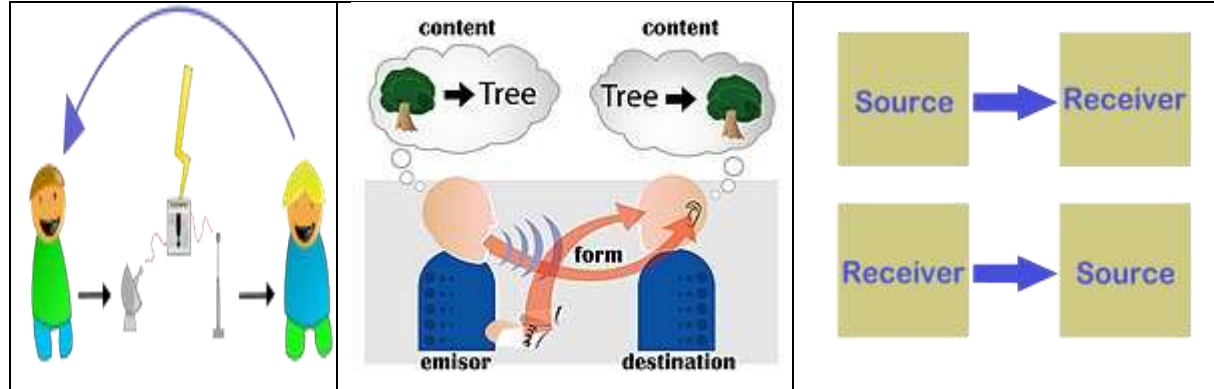 content
content
Tree
Tree
form
emisor
destination
Source
Receiver
Receiver
Source